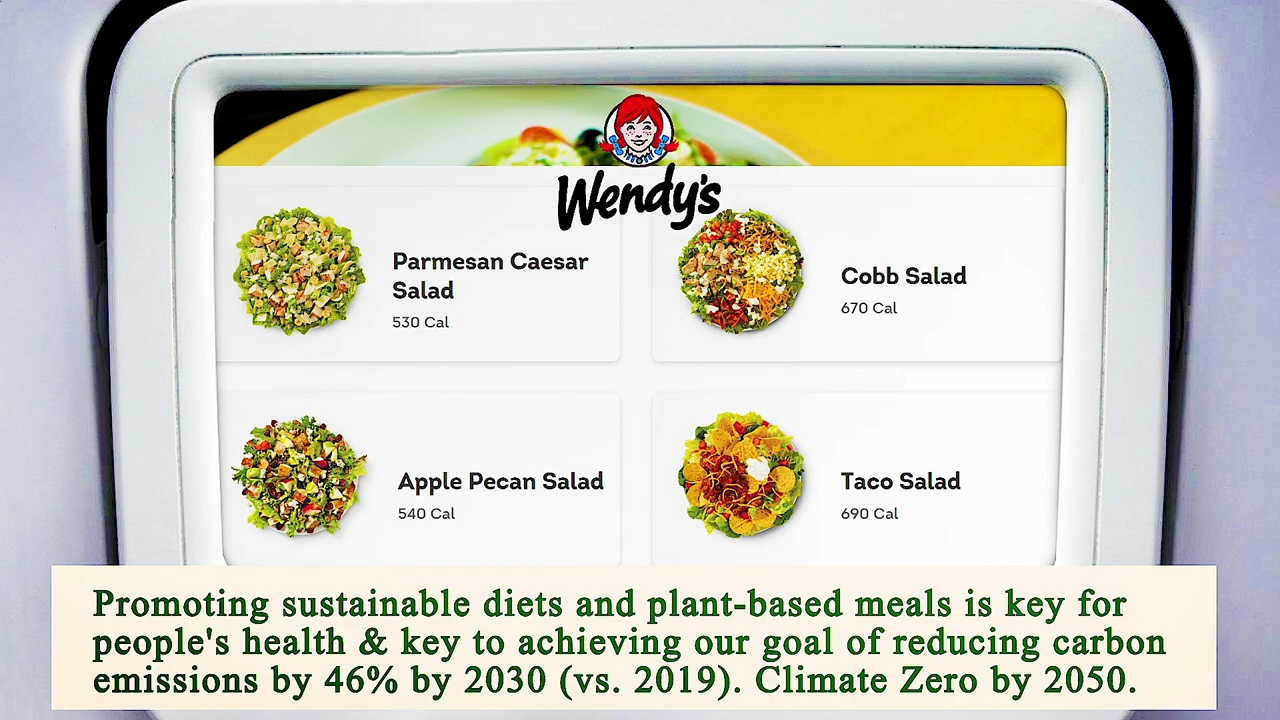 Wendy's
Parmesan Caesar
Salad
530 Cal
Cobb Salad
670 Cal
Apple Pecan Salad
540 Cal
Taco Salad
690 Cal
Promoting sustainable diets and plant-based meals is key for
people's health & key to achieving our goal of reducing carbon
emissions by 46% by 2030 (vs. 2019). Climate Zero by 2050.